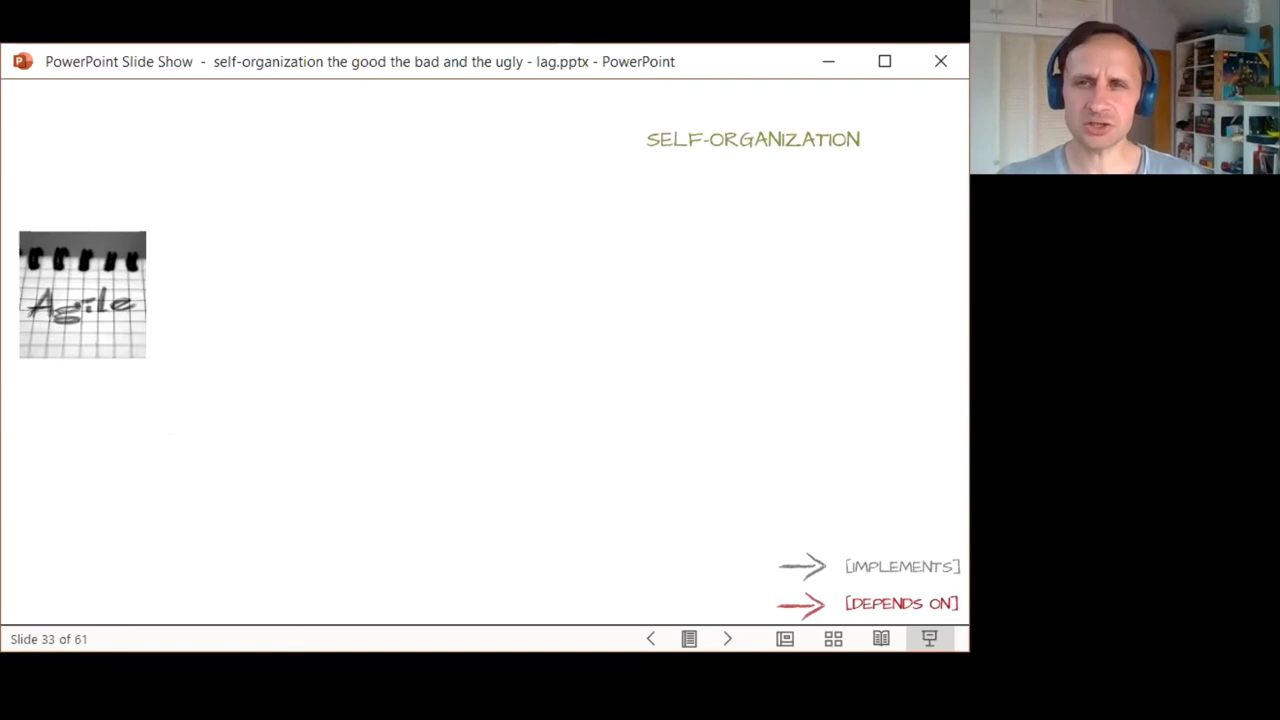 PowerPoint Slide Show - self-organization the good the bad and the ugly - lag.pptx - PowerPoint
SELF-ORGANIZATION
Agile
[IMPLEMENTS]
[DEPENDS ON]
Slide 33 of 61